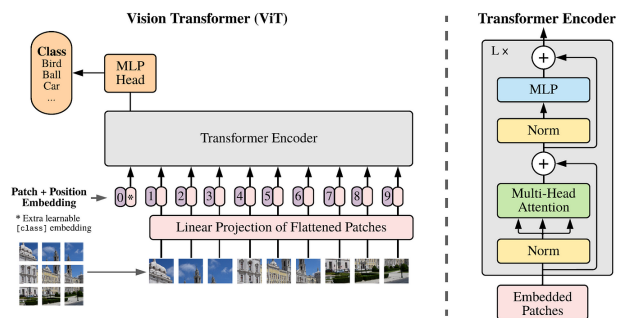 Vision Transformer (ViT)
Class
Bird
Ball
Car
...
MLP
Head
Transformer Encoder
Patch + Position
Embedding
0 * 1 2 3 4 5 6 7 8 9
* Extra learnable
[class] embedding
Linear Projection of Flattened Patches
Transformer Encoder
L x
+
MLP
Norm
+
Multi-Head
Attention
Norm
Embedded
Patches